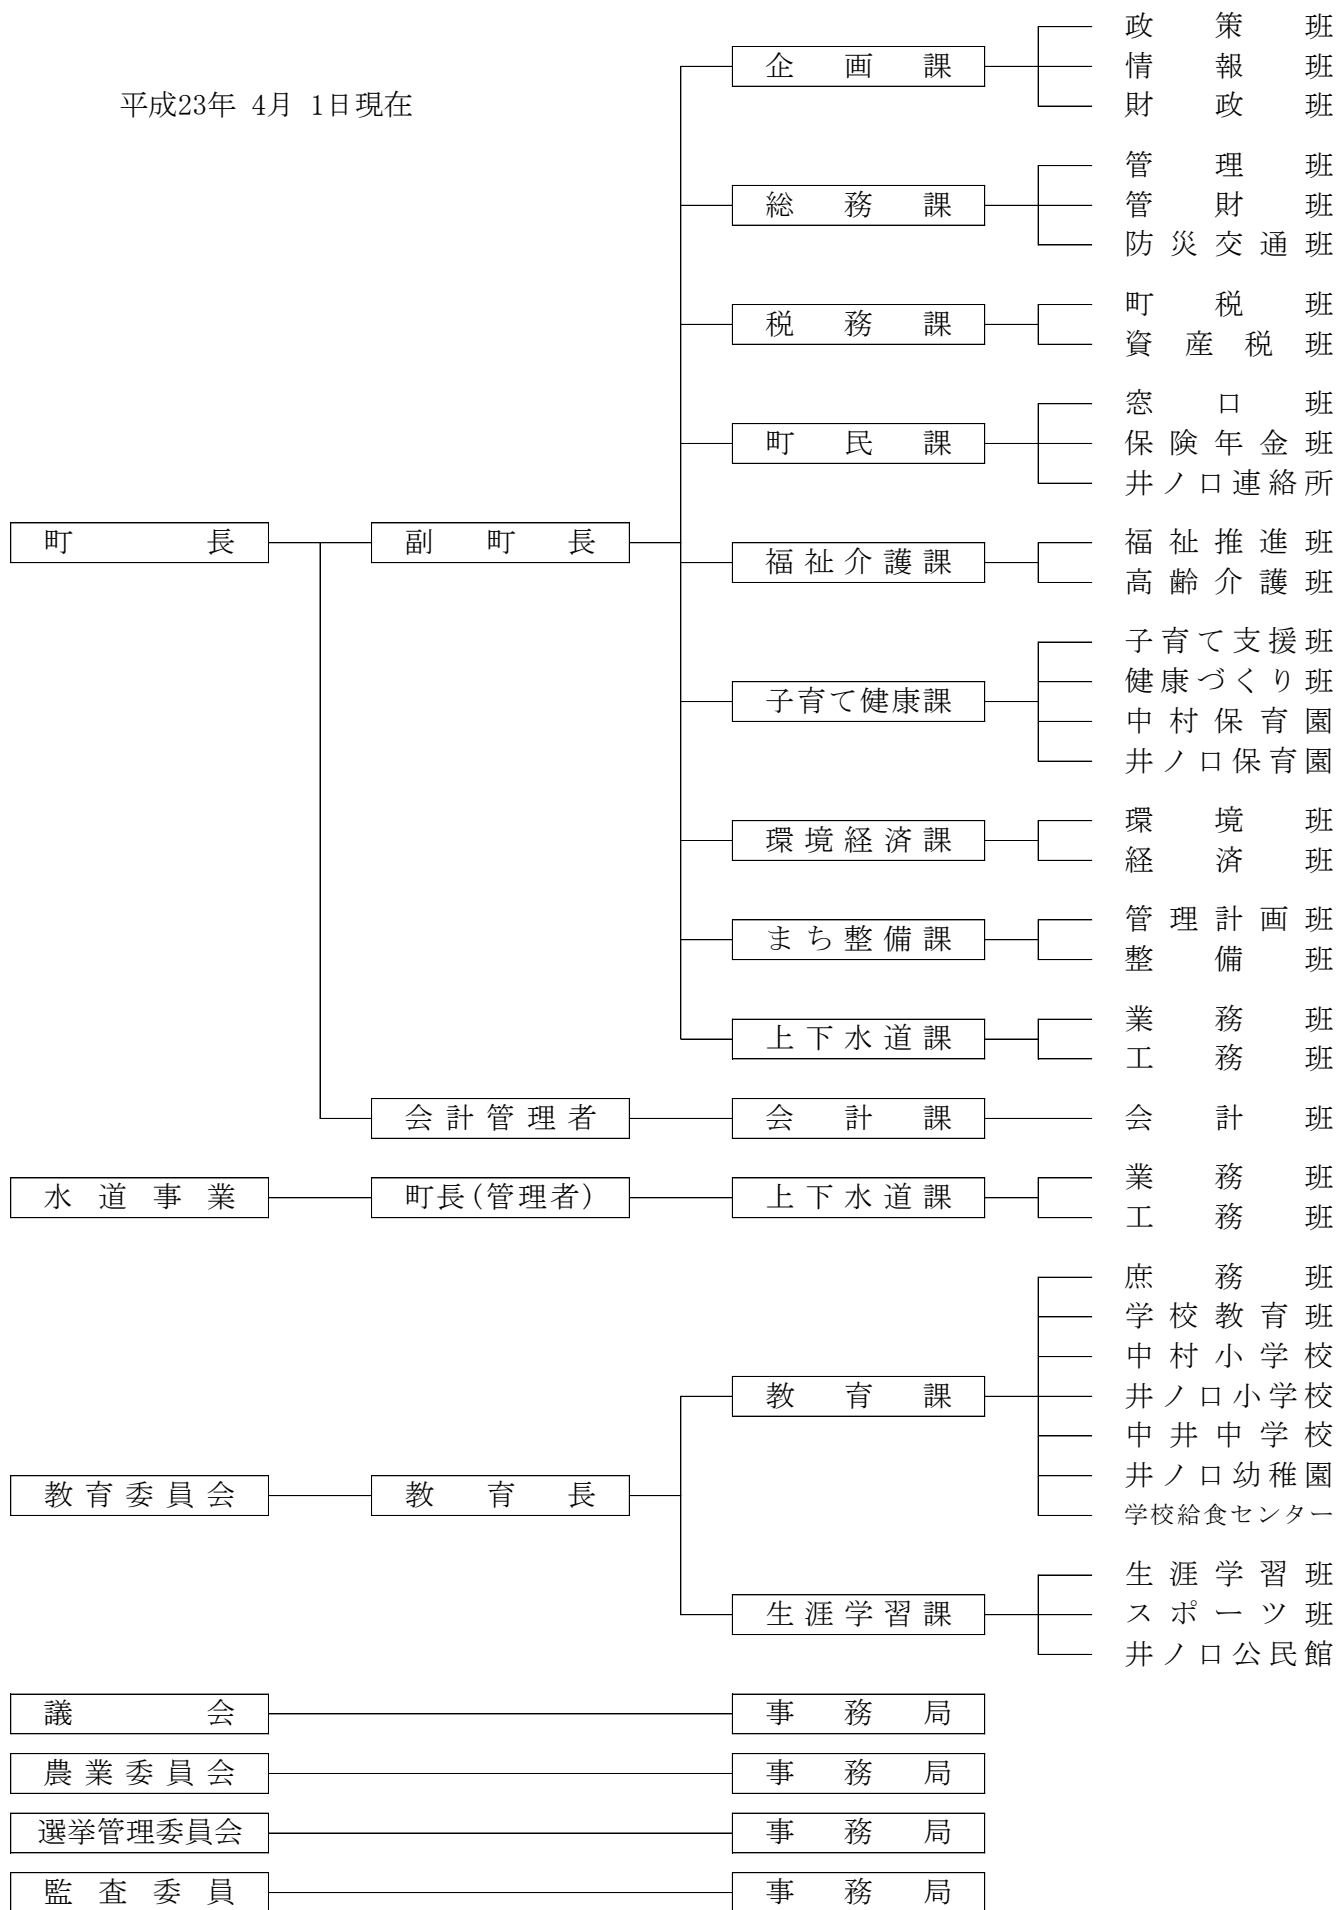 平成23年 4月 1日現在
政策班
企画課
情報班
財政班
管理班
総務課
管財班
防災交通班
町税班
税務課
資産税班
窓口班
町民課
保険年金班
井ノ口連絡所
町長
副町長
福祉介護課
福祉推進班
高齢介護班
子育て支援班
健康づくり班
子育て健康課
中村保育園
井ノ口保育園
環境班
環境経済課
経済班
管理計画班
まち整備課
整備班
業務班
上下水道課
工務班
会計管理者
会計課
会計班
水道事業
町長(管理者)
上下水道課
業務班
工務班
庶務班
学校教育班
中村小学校
教育課
井ノ口小学校
中井中学校
教育委員会
教育長
井ノ口幼稚園
学校給食センター
生涯学習班
生涯学習課
スポーツ班
井ノ口公民館
議会
事務局
農業委員会
事務局
選挙管理委員会
事務局
監査委員
事務局